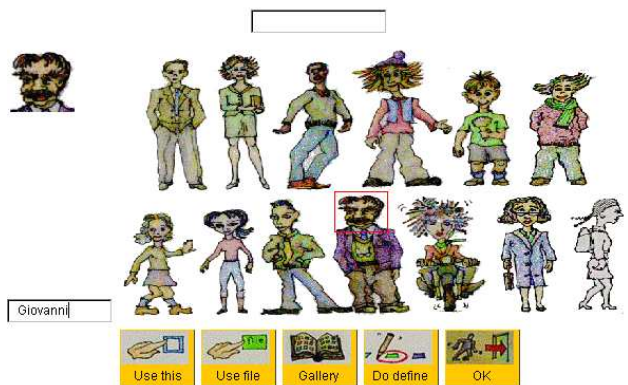 Giovanni
Use this
Use file
Gallery
Do define
OK